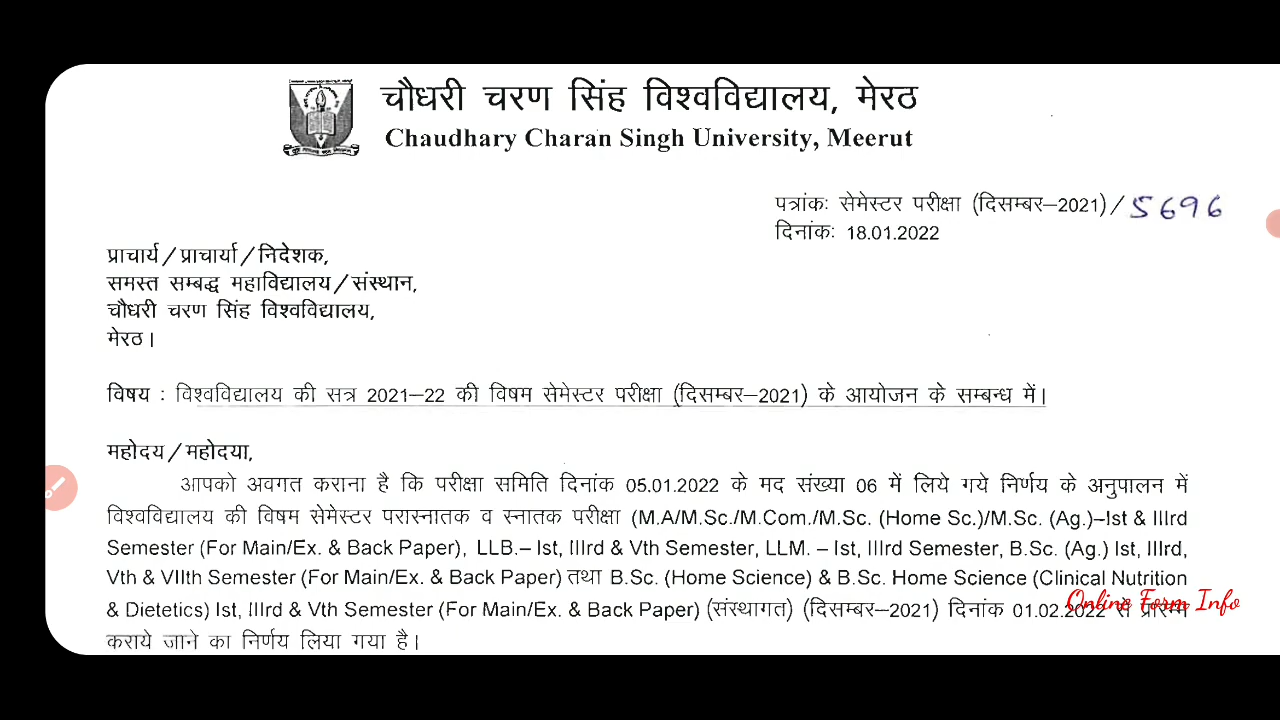 चौधरी चरण सिंह विश्वविद्यालय, मेरठ
Chaudhary Charan Singh University, Meerut
पत्रांकः सेमेस्टर परीक्षा (दिसम्बर–2021)/5696
दिनांकः 18.01.2022
प्राचार्य/प्राचार्या/निदेशक,
समस्त सम्बद्ध महाविद्यालय/संस्थान,
चौधरी चरण सिंह विश्वविद्यालय,
मेरठ।
विषय : विश्वविद्यालय की सत्र 2021–22 की विषम सेमेस्टर परीक्षा (दिसम्बर–2021) के आयोजन के सम्बन्ध में।
महोदय/महोदया,
आपको अवगत कराना है कि परीक्षा समिति दिनांक 05.01.2022 के मद संख्या 06 में लिये गये निर्णय के अनुपालन में
विश्वविद्यालय की विषम सेमेस्टर परास्नातक व स्नातक परीक्षा (M.A/M.Sc./M.Com./M.Sc. (Home Sc.)/M.Sc. (Ag.)–Ist & IIIrd
Semester (For Main/Ex. & Back Paper), LLB.– Ist, IIIrd & Vth Semester, LLM. – Ist, IIIrd Semester, B.Sc. (Ag.) Ist, IIIrd,
Vth & VIIth Semester (For Main/Ex. & Back Paper) तथा B.Sc. (Home Science) & B.Sc. Home Science (Clinical Nutrition
& Dietetics) Ist, IIIrd & Vth Semester (For Main/Ex. & Back Paper) (संस्थागत) (दिसम्बर–2021) दिनांक 01.02.2022 से प्रारम्भ
Online Form Info
कराये जाने का निर्णय लिया गया है।